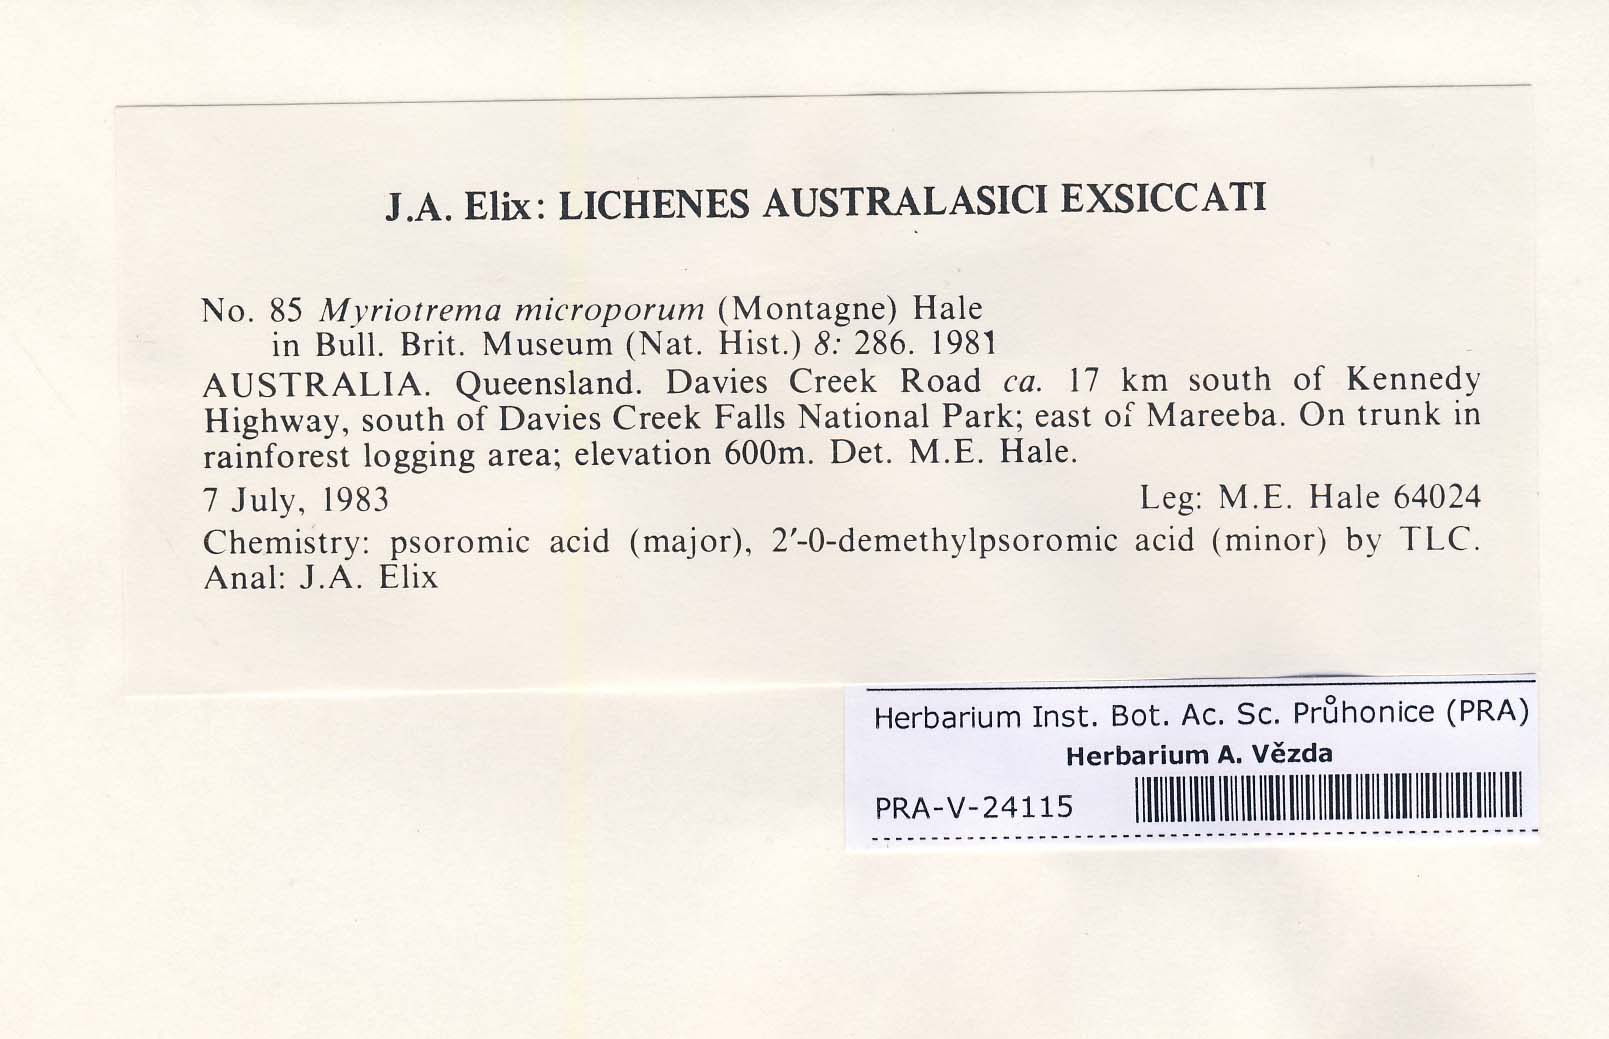 J.A. Elix: LICHENES AUSTRALASICI EXSICCATI
No. 85 Myriotrema microporum (Montagne) Hale
in Bull. Brit. Museum (Nat. Hist.) 8: 286. 1981
AUSTRALIA. Queensland. Davies Creek Road ca. 17 km south of Kennedy
Highway, south of Davies Creek Falls National Park; east of Mareeba. On trunk in
rainforest logging area; elevation 600m. Det. M.E. Hale.
7 July, 1983 Leg: M.E. Hale 64024
Chemistry: psoromic acid (major), 2′-0-demethylpsoromic acid (minor) by TLC.
Anal: J.A. Elix
Herbarium Inst. Bot. Ac. Sc. Průhonice (PRA)
Herbarium A. Vězda
PRA-V-24115